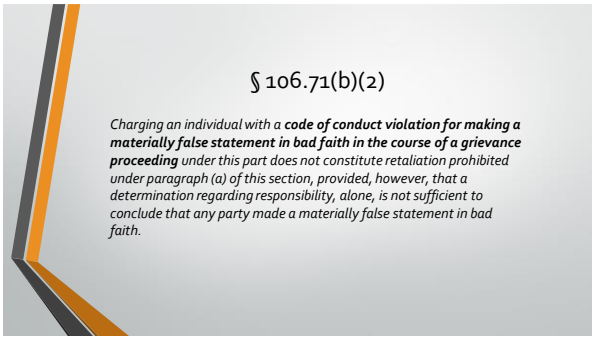 § 106.71(b)(2)
Charging an individual with a code of conduct violation for making a
materially false statement in bad faith in the course of a grievance
proceeding under this part does not constitute retaliation prohibited
under paragraph (a) of this section, provided, however, that a
determination regarding responsibility, alone, is not sufficient to
conclude that any party made a materially false statement in bad
faith.